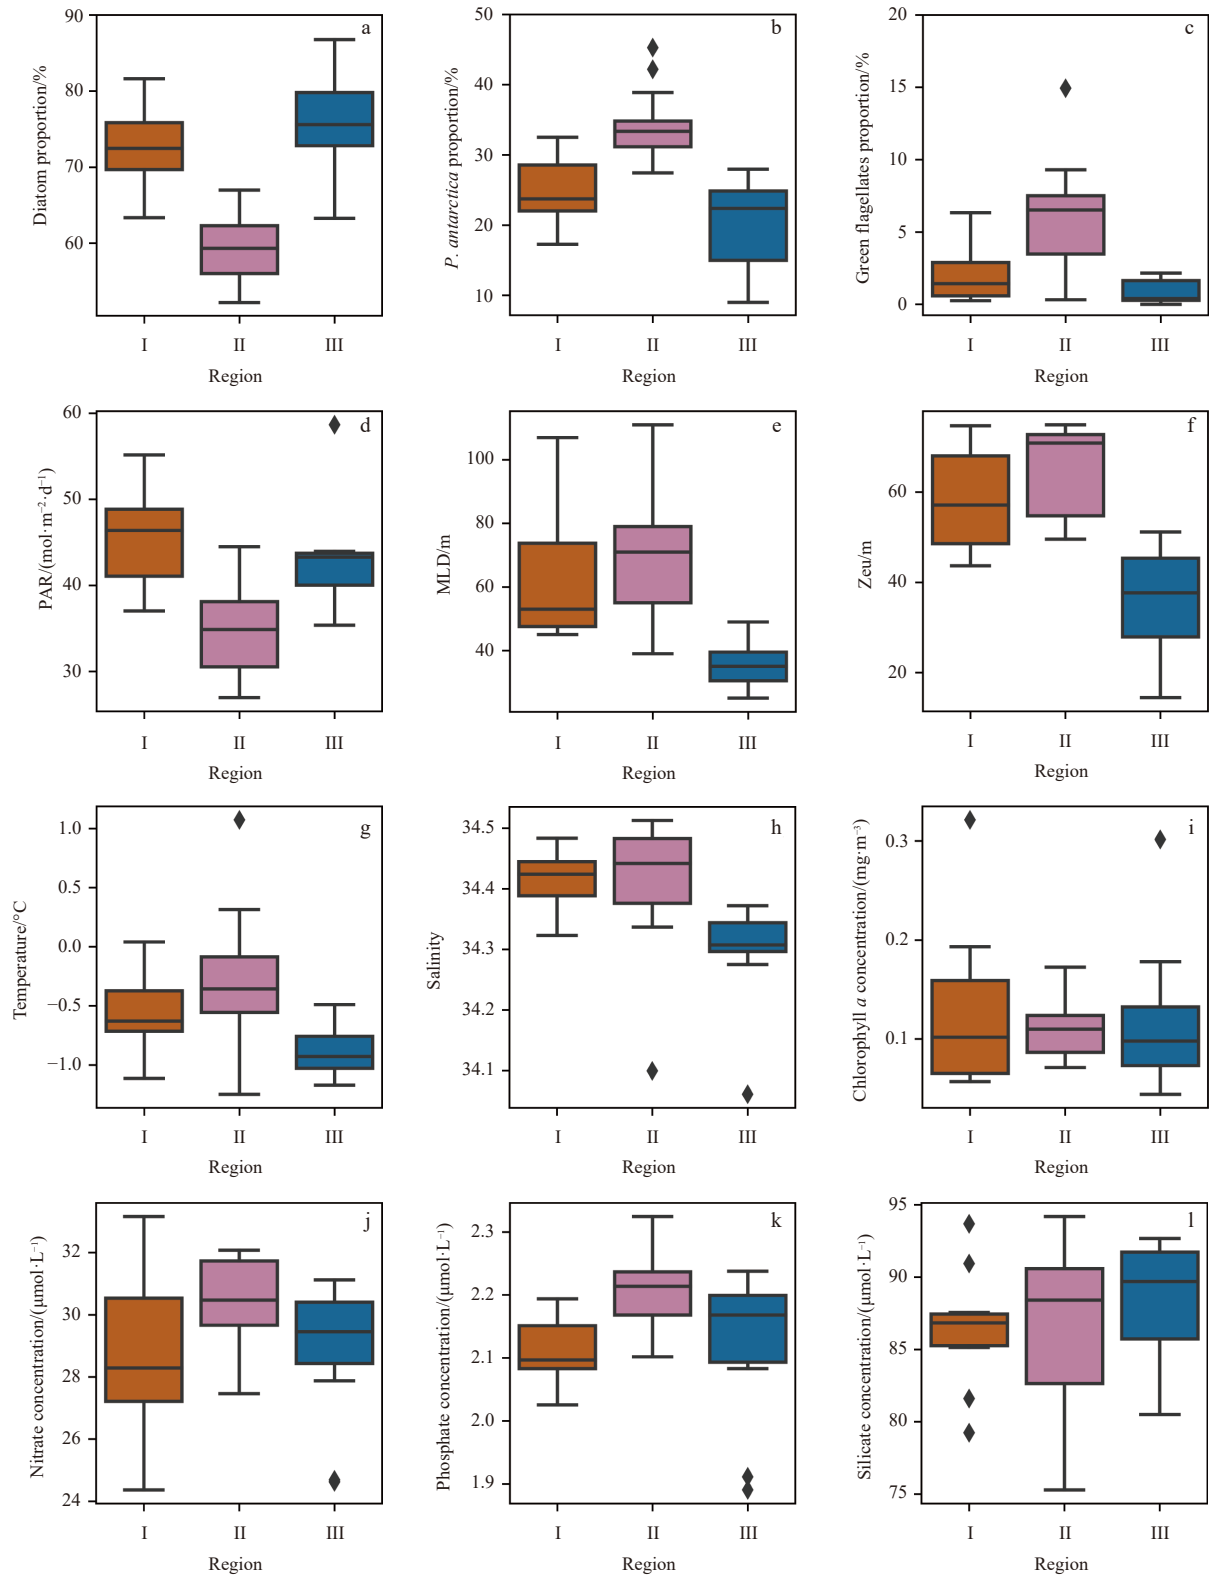 a
Diatom proportion/%
90
80
70
60
I II III
Region
b
P. antarctica proportion/%
50
40
30
20
10
I II III
Region
c
Green flagellates proportion/%
20
15
10
5
0
I II III
Region
d
PAR/(mol·m⁻²·d⁻¹)
60
50
40
30
I II III
Region
e
MLD/m
100
80
60
40
I II III
Region
f
Zeu/m
60
40
20
I II III
Region
g
Temperature/°C
1.0
0.5
0.0
−0.5
−1.0
I II III
Region
h
Salinity
34.5
34.4
34.3
34.2
34.1
I II III
Region
i
Chlorophyll a concentration/(mg·m⁻³)
0.3
0.2
0.1
I II III
Region
j
Nitrate concentration/(μmol·L⁻¹)
32
30
28
26
24
I II III
Region
k
Phosphate concentration/(μmol·L⁻¹)
2.3
2.2
2.1
2.0
1.9
I II III
Region
l
Silicate concentration/(μmol·L⁻¹)
95
90
85
80
75
I II III
Region